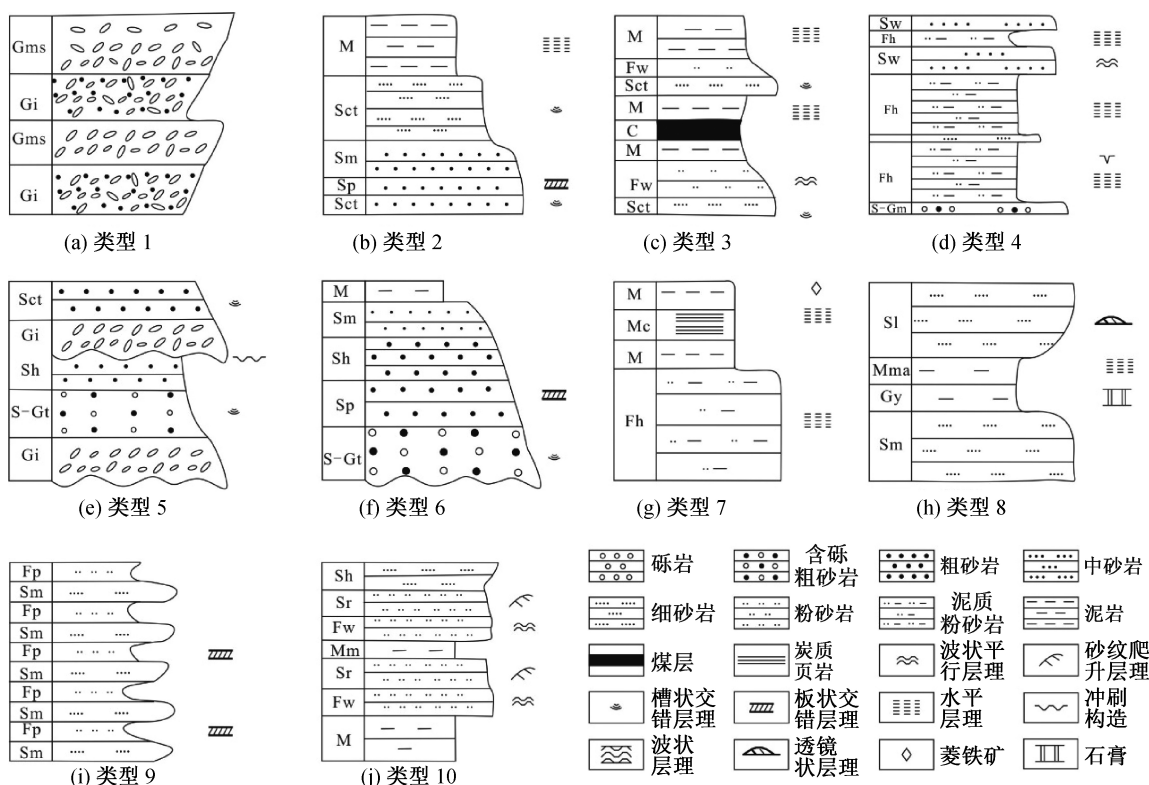 Gms
Gi
Gms
Gi
(a) 类型 1
M
Sct
Sm
Sp
Sct
(b) 类型 2
M
Fw
Sct
M
C
M
Fw
Sct
(c) 类型 3
Sw
Fh
Sw
Fh
Fh
S-Gm
(d) 类型 4
Sct
Gi
Sh
S-Gt
Gi
(e) 类型 5
M
Sm
Sh
Sp
S-Gt
(f) 类型 6
M
Mc
M
Fh
(g) 类型 7
Sl
Mma
Gy
Sm
(h) 类型 8
Fp
Sm
Fp
Sm
Fp
Sm
Fp
Sm
Fp
Sm
(i) 类型 9
Sh
Sr
Fw
Mm
Sr
Fw
M
(j) 类型 10
砾岩
含砾
粗砂岩
粗砂岩
中砂岩
细砂岩
粉砂岩
泥质
粉砂岩
泥岩
煤层
炭质
页岩
波状平
行层理
砂纹爬
升层理
槽状交
错层理
板状交
错层理
水平
层理
冲刷
构造
波状
层理
透镜
状层理
菱铁矿
石膏